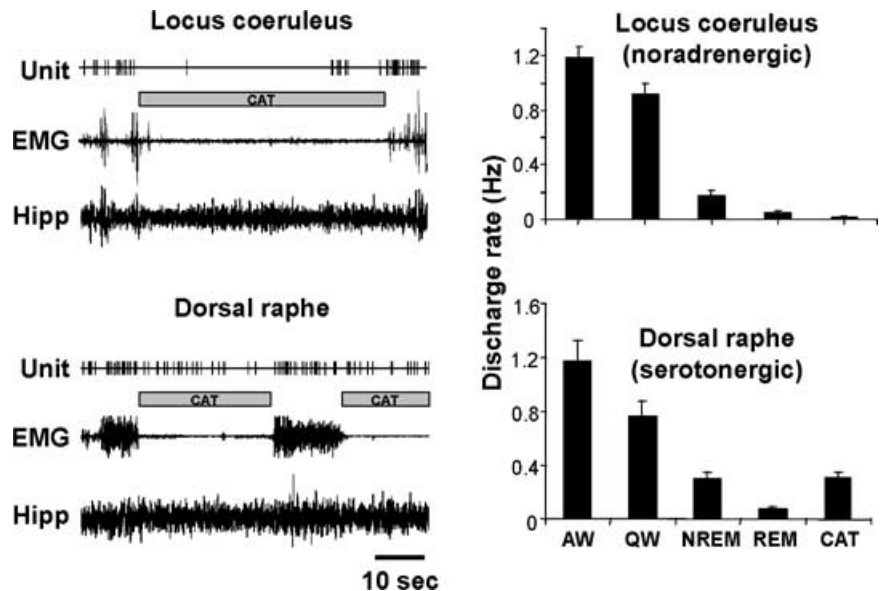 Locus coeruleus
Unit
CAT
EMG
Hipp
Dorsal raphe
Unit
CAT CAT
EMG
Hipp
10 sec
Discharge rate (Hz)
Locus coeruleus
(noradrenergic)
1.2
0.8
0.4
0
Dorsal raphe
(serotonergic)
1.6
1.2
0.8
0.4
0
AW QW NREM REM CAT